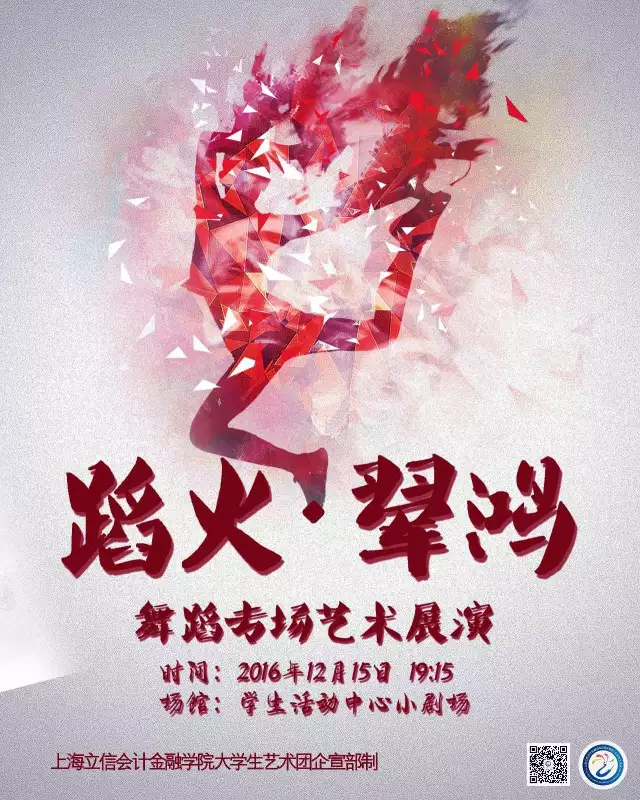 蹈火·翚鸿
舞蹈专场艺术展演
时间：2016年12月15日 19:15
场馆：学生活动中心小剧场
上海立信会计金融学院大学生艺术团企宣部制